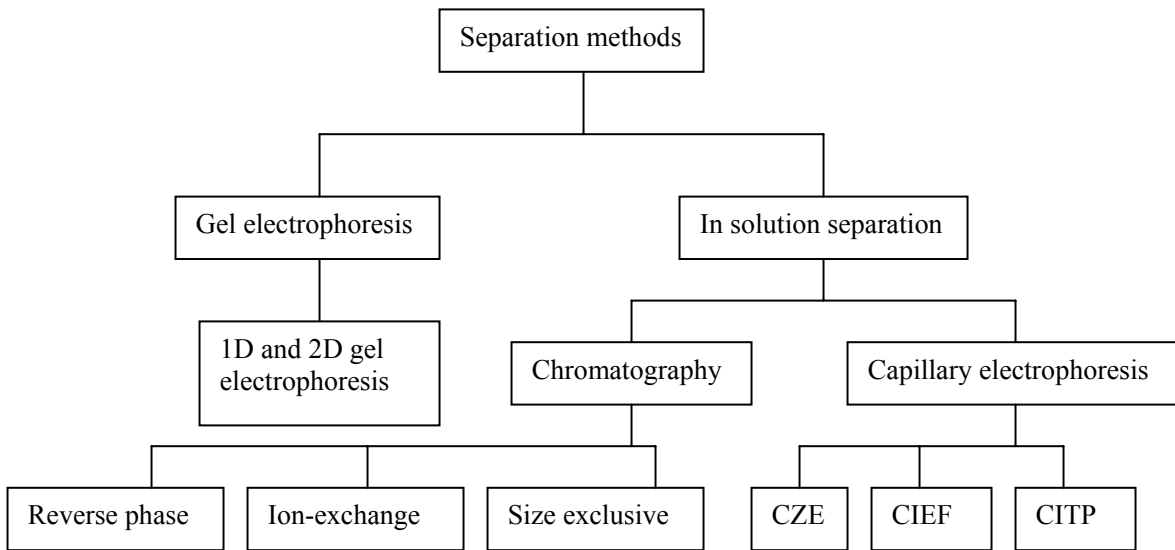 Separation methods
Gel electrophoresis
In solution separation
1D and 2D gel
electrophoresis
Chromatography
Capillary electrophoresis
Reverse phase
Ion-exchange
Size exclusive
CZE
CIEF
CITP